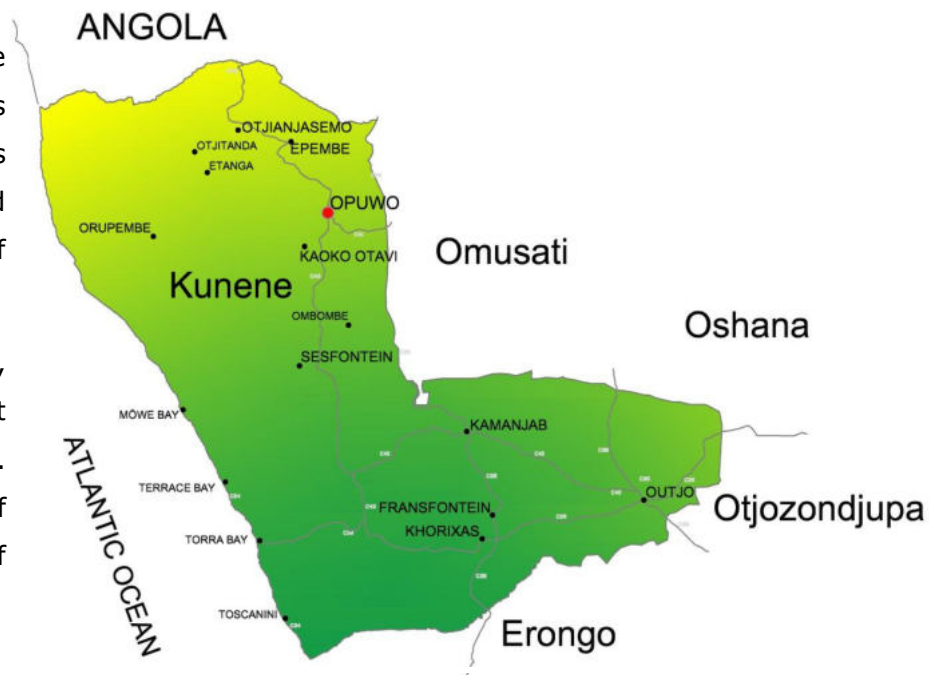 ANGOLA
e
s
OTJIANJASEMO
s
OTJITANDA
EPEMBE
ETANGA
d
OPUWO
ORUPEMBE
f
Omusati
KAOKO OTAVI
Kunene
OMBOMBE
Oshana
SESFONTEIN
,
MÖWE BAY
t
KAMANJAB
ATLANTIC OCEAN
.
TERRACE BAY
OUTJO
f
FRANSFONTEIN
Otjozondjupa
KHORIXAS
TORRA BAY
f
TOSCANINI
Erongo